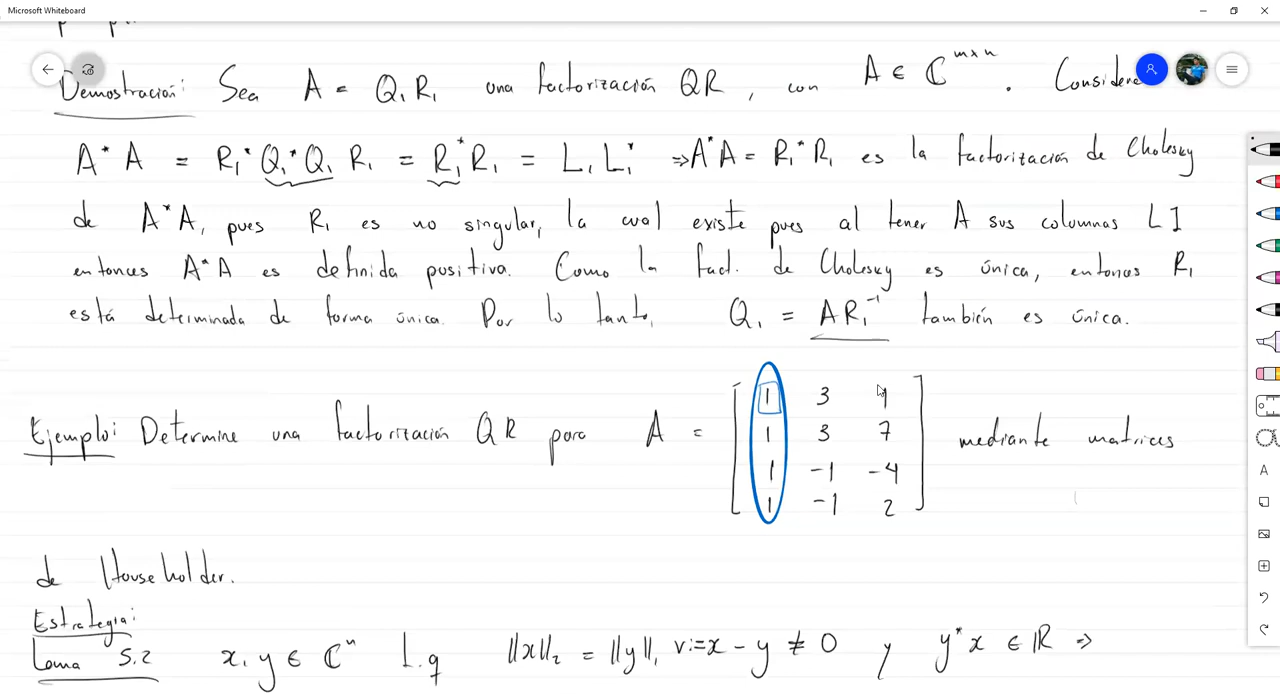 Microsoft Whiteboard
Demostración: Sea A = Q₁R₁ una factorización QR, con A ∈ ℂ^{m×n}. Considere
A*A = R₁*Q₁*Q₁R₁ = R₁*R₁ = L₁L₁* ⇒ A*A = R₁*R₁ es la factorización de Cholesky
de A*A, pues R₁ es no singular, la cual existe pues al tener A sus columnas LI
entonces A*A es definida positiva. Como la fact. de Cholesky es única, entonces R₁
está determinada de forma única. Por lo tanto, Q₁ = AR₁⁻¹ también es única.
1 3
Ejemplo: Determine una factorización QR para A = mediante matrices
1 3 7
1 -1 -4
1 -1 2
de Householder.
Estrategia:
Lema 5.2 x, y ∈ ℂⁿ t.q ||x||₂ = ||y||, v:=x - y ≠ 0 y y*x ∈ ℝ ⇒
A